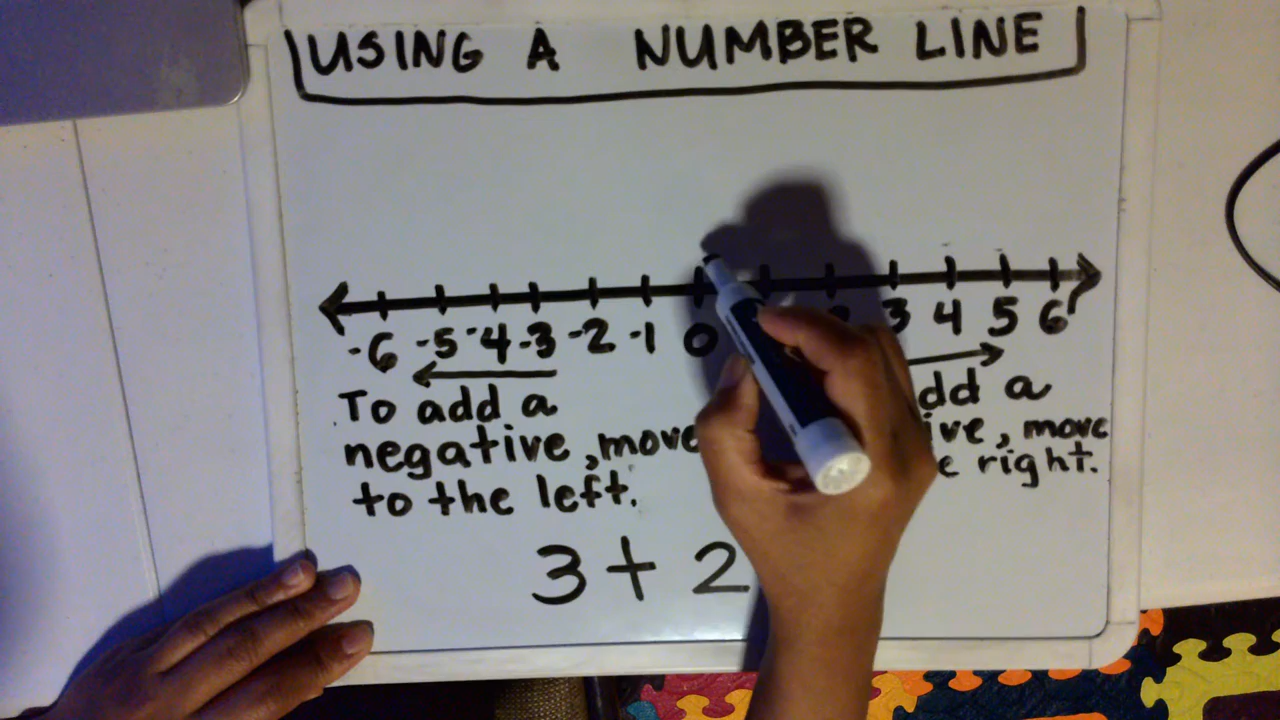 USING A NUMBER LINE
-6 -5 -4 -3 -2 -1 0 3 4 5 6
To add a
negative, move
to the left.
dd a
ive, move
e right.
3 + 2